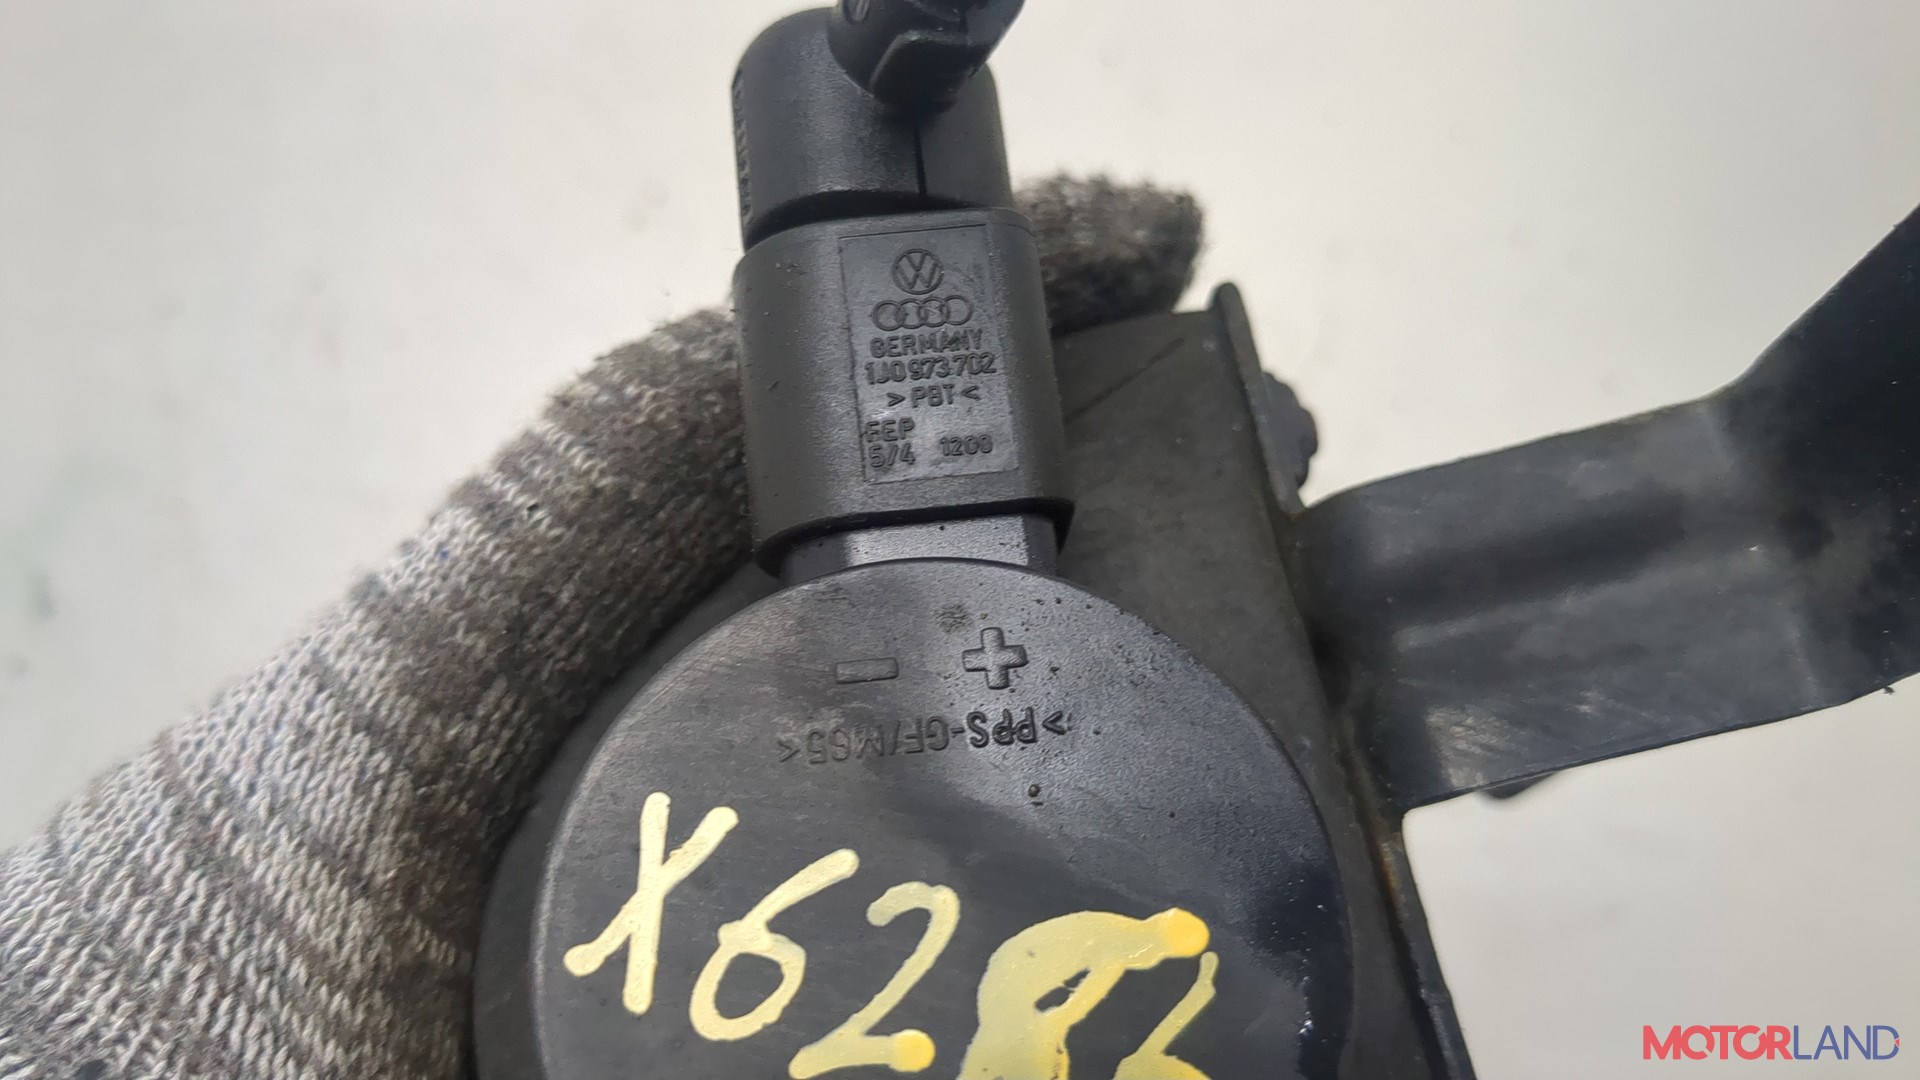 GERMANY
1J0 973 702
>PBT<
FEP
5/4 1200
- +
>PPS-GF/M65<
X62
MOTORLAND